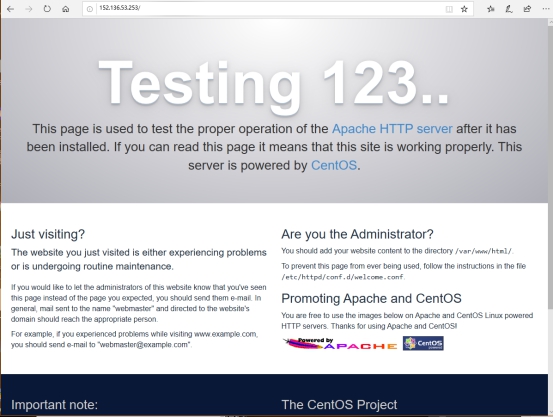 152.136.53.253/
Testing 123..
This page is used to test the proper operation of the Apache HTTP server after it has
been installed. If you can read this page it means that this site is working properly. This
server is powered by CentOS.
Just visiting?
The website you just visited is either experiencing problems
or is undergoing routine maintenance.
If you would like to let the administrators of this website know that you've seen
this page instead of the page you expected, you should send them e-mail. In
general, mail sent to the name "webmaster" and directed to the website's
domain should reach the appropriate person.
For example, if you experienced problems while visiting www.example.com,
you should send e-mail to "webmaster@example.com".
Are you the Administrator?
You should add your website content to the directory /var/www/html/.
To prevent this page from ever being used, follow the instructions in the file
/etc/httpd/conf.d/welcome.conf.
Promoting Apache and CentOS
You are free to use the images below on Apache and CentOS Linux powered
HTTP servers. Thanks for using Apache and CentOS!
Powered by
APACHE
CentOS
Important note:
The CentOS Project